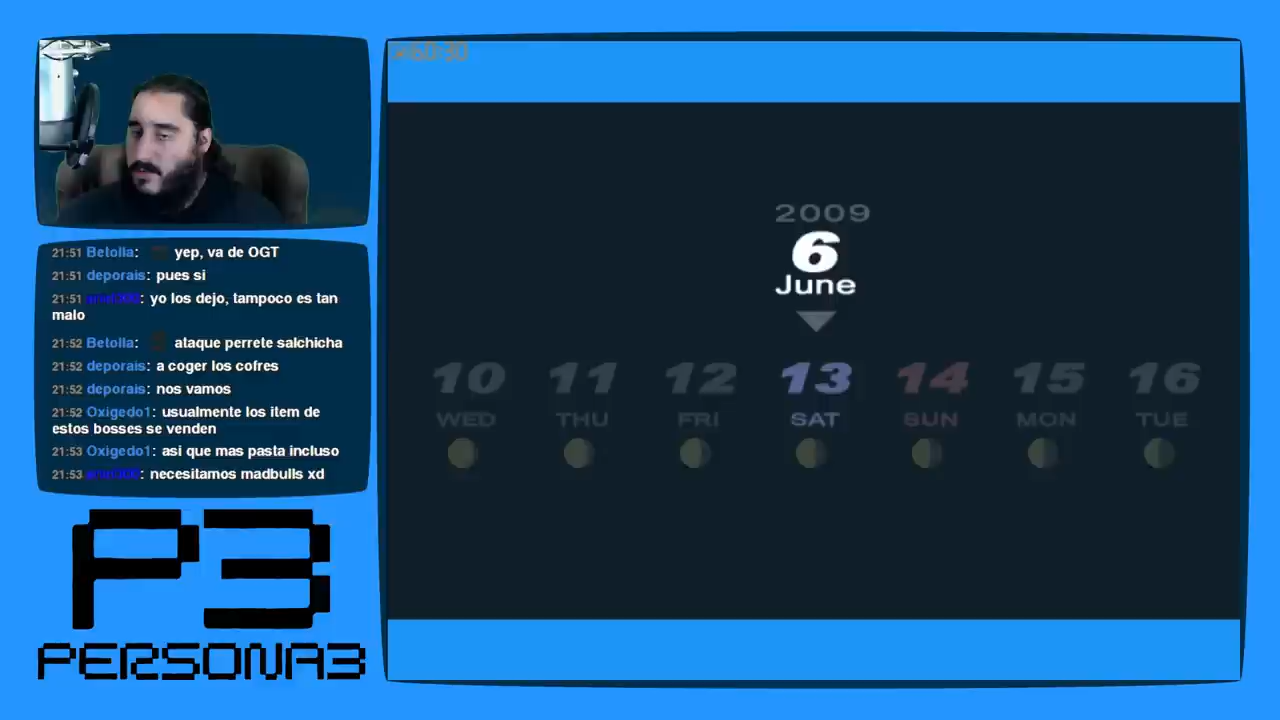 21:51 Betolla: yep, va de OGT
21:51 deporais: pues si
21:51 : yo los dejo, tampoco es tan
malo
21:52 Betolla: ataque perrete salchicha
21:52 deporais: a coger los cofres
21:52 deporais: nos vamos
21:52 Oxigedo1: usualmente los item de
estos bosses se venden
21:53 Oxigedo1: asi que mas pasta incluso
21:53 : necesitamos madbulls xd
P3
PERSONA3
2009
6
June
10 11 12 13 14 15 16
WED THU FRI SAT SUN MON TUE